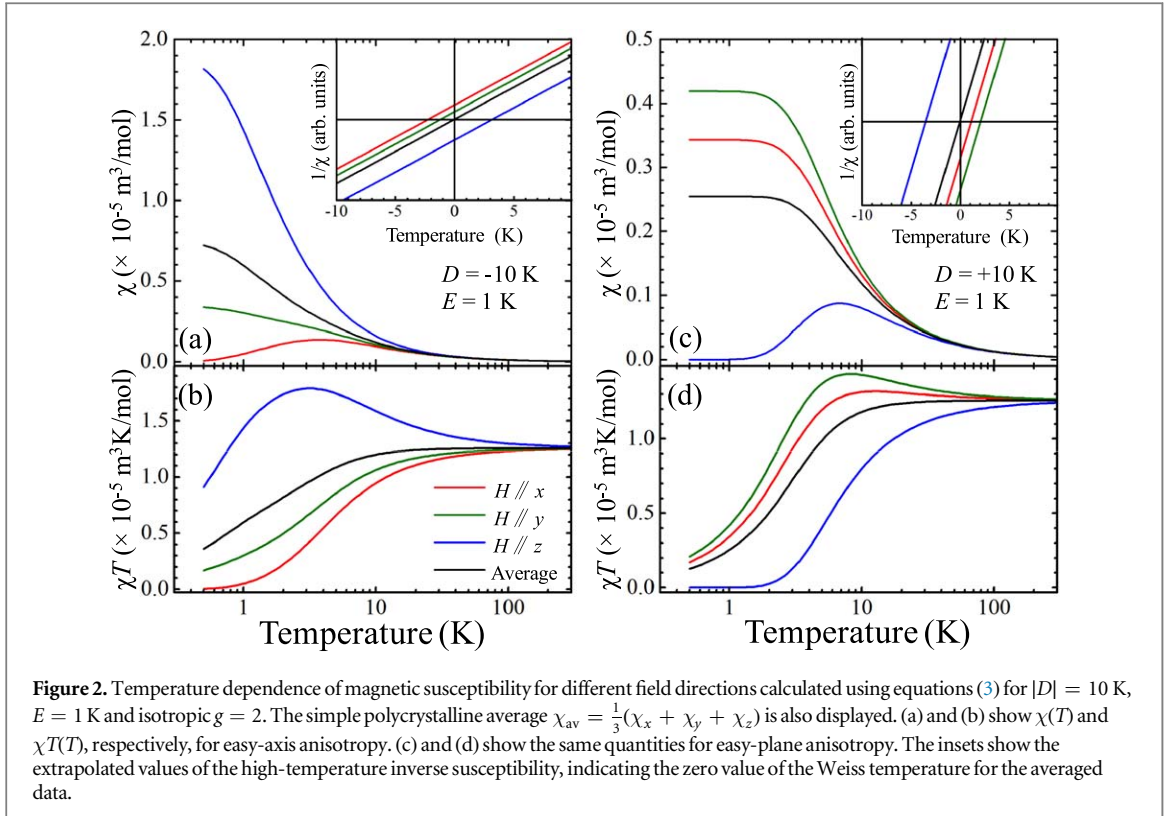 2.0
1.5
1.0
0.5
0.0
χ (× 10⁻⁵ m³/mol)
1/χ (arb. units)
-10 -5 0 5
Temperature (K)
D = -10 K
E = 1 K
(a)
0.5
0.4
0.3
0.2
0.1
0.0
χ (× 10⁻⁵ m³/mol)
1/χ (arb. units)
-10 -5 0 5
Temperature (K)
D = +10 K
E = 1 K
(c)
(b)
1.5
1.0
0.5
0.0
χT (× 10⁻⁵ m³K/mol)
H // x
H // y
H // z
Average
1 10 100
Temperature (K)
(d)
1.0
0.5
0.0
χT (× 10⁻⁵ m³K/mol)
1 10 100
Temperature (K)
Figure 2. Temperature dependence of magnetic susceptibility for different field directions calculated using equations (3) for |D| = 10 K,
E = 1 K and isotropic g = 2. The simple polycrystalline average χav = 1/3(χx + χy + χz) is also displayed. (a) and (b) show χ(T) and
χT(T), respectively, for easy-axis anisotropy. (c) and (d) show the same quantities for easy-plane anisotropy. The insets show the
extrapolated values of the high-temperature inverse susceptibility, indicating the zero value of the Weiss temperature for the averaged
data.